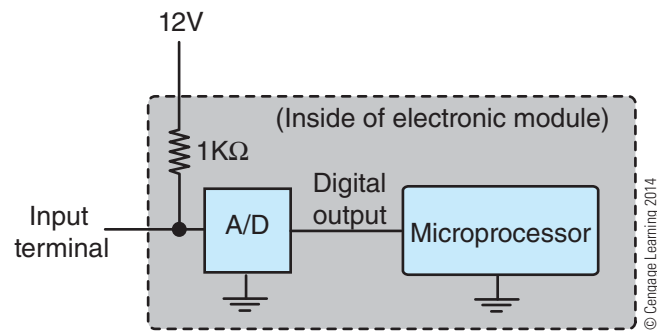 12V
(Inside of electronic module)
1KΩ
Input
terminal
A/D
Digital
output
Microprocessor
© Cengage Learning 2014